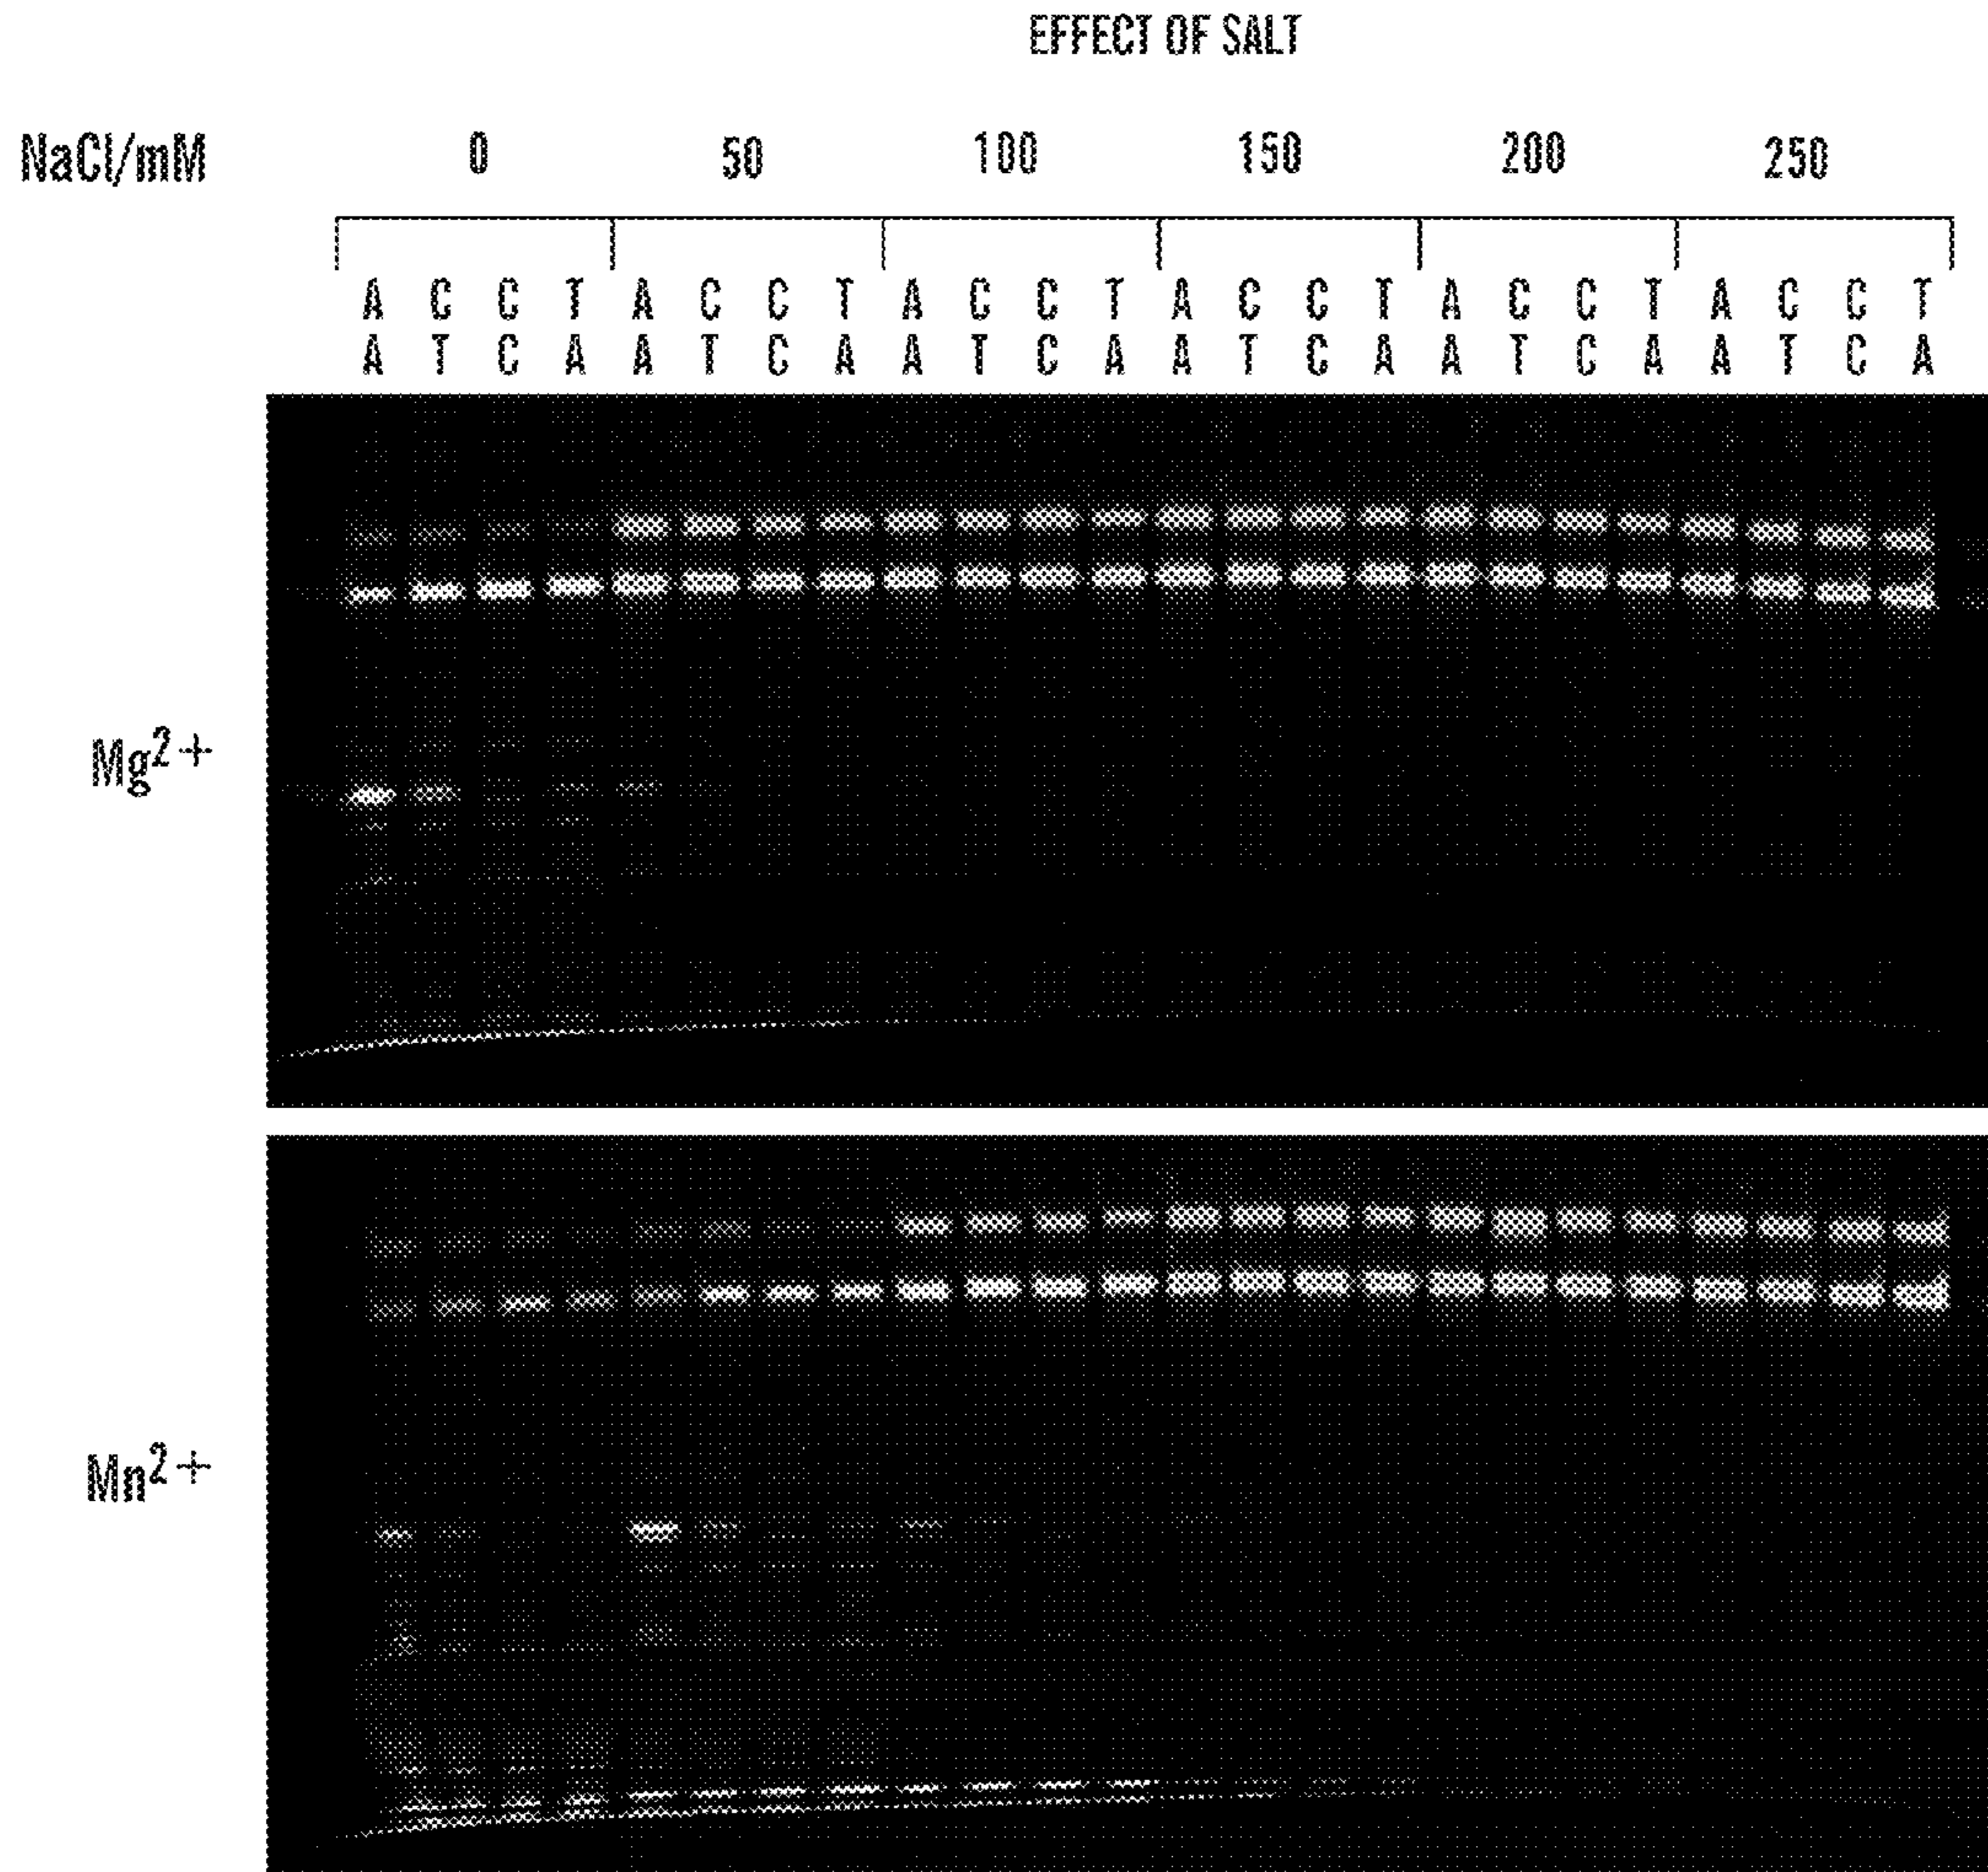 EFFECT OF SALT
NaCl/mM 0 50 100 150 200 250
A C C T A C C T A C C T A C C T A C C T A C C T
A T C A A T C A A T C A A T C A A T C A A T C A
Mg2+
Mn2+